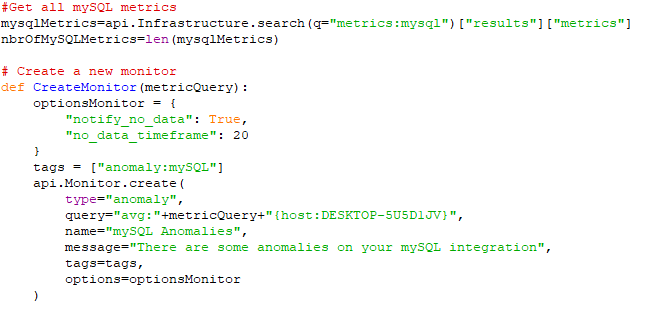 #Get all mySQL metrics
mysqlMetrics=api.Infrastructure.search(q="metrics:mysql")["results"]["metrics"]
nbrOfMySQLMetrics=len(mysqlMetrics)

# Create a new monitor
def CreateMonitor(metricQuery):
    optionsMonitor = {
        "notify_no_data": True,
        "no_data_timeframe": 20
    }
    tags = ["anomaly:mySQL"]
    api.Monitor.create(
        type="anomaly",
        query="avg:"+metricQuery+"{host:DESKTOP-5U5D1JV}",
        name="mySQL Anomalies",
        message="There are some anomalies on your mySQL integration",
        tags=tags,
        options=optionsMonitor
    )